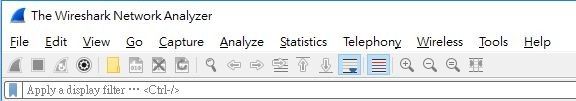 The Wireshark Network Analyzer
File Edit View Go Capture Analyze Statistics Telephony Wireless Tools Help
Apply a display filter ⋯ <Ctrl-/>